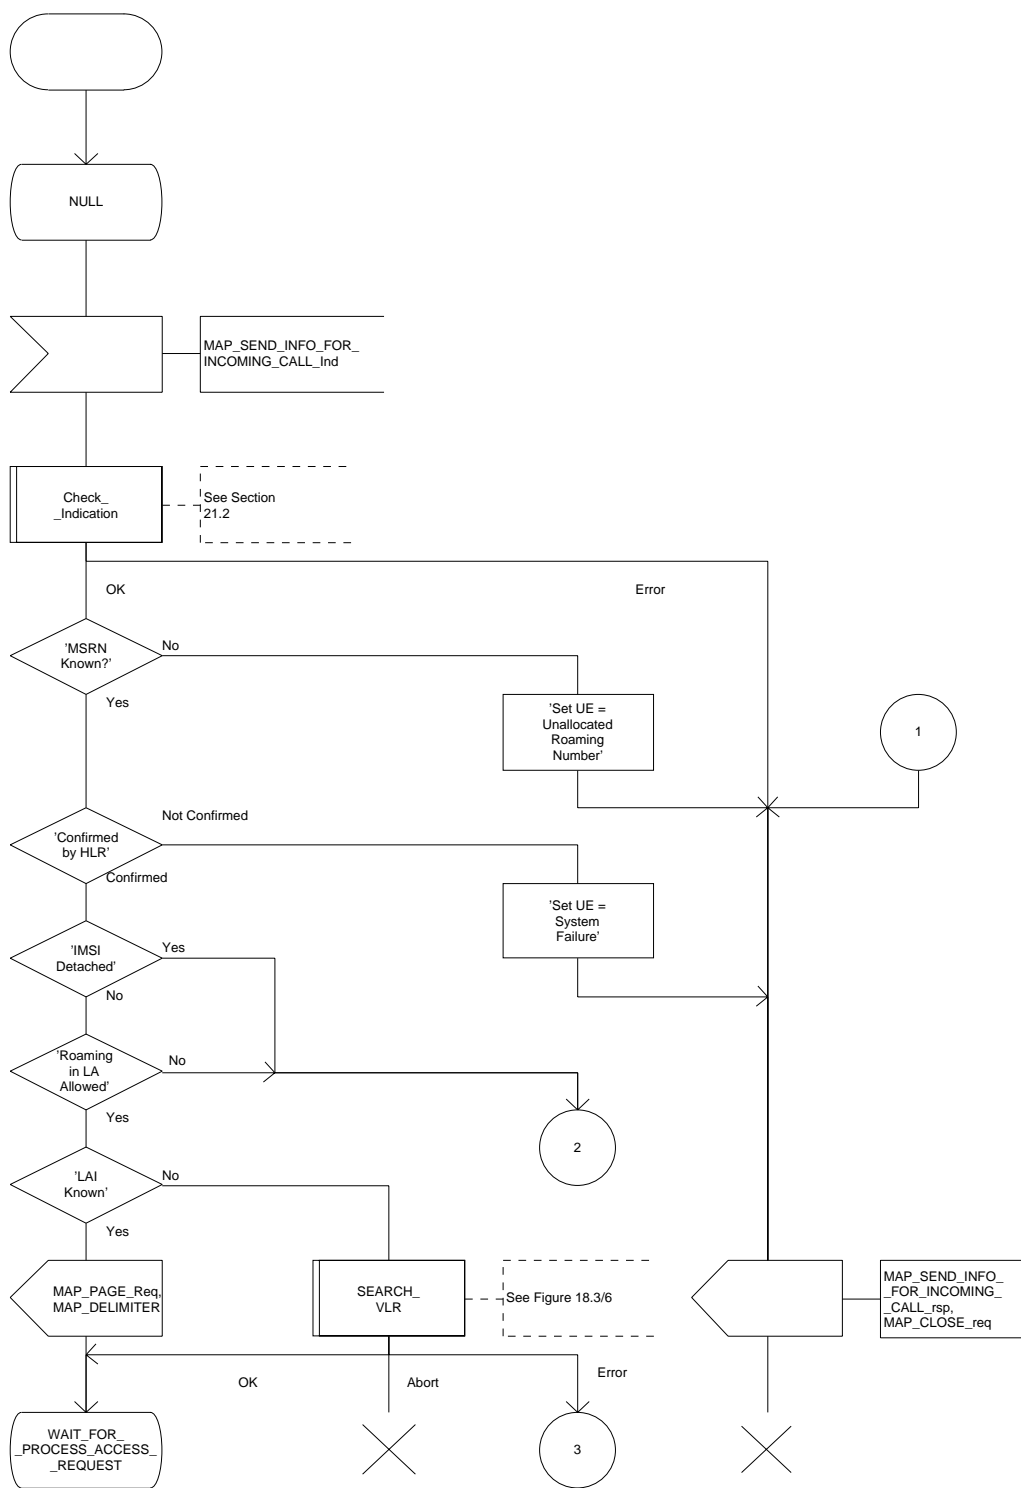 NULL
MAP_SEND_INFO_FOR_
INCOMING_CALL_Ind
Check_
_Indication
See Section
21.2
OK
Error
'MSRN
Known?'
No
Yes
'Set UE =
Unallocated
Roaming
Number'
1
Not Confirmed
'Confirmed
by HLR'
Confirmed
'Set UE =
System
Failure'
'IMSI
Detached'
Yes
No
'Roaming
in LA
Allowed'
No
Yes
2
'LAI
Known'
No
Yes
MAP_PAGE_Req,
MAP_DELIMITER
SEARCH_
VLR
See Figure 18.3/6
MAP_SEND_INFO_
_FOR_INCOMING_
_CALL_rsp,
MAP_CLOSE_req
OK
Abort
Error
WAIT_FOR_
_PROCESS_ACCESS_
_REQUEST
3